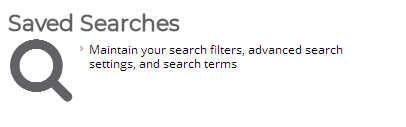 Saved Searches
› Maintain your search filters, advanced search
settings, and search terms